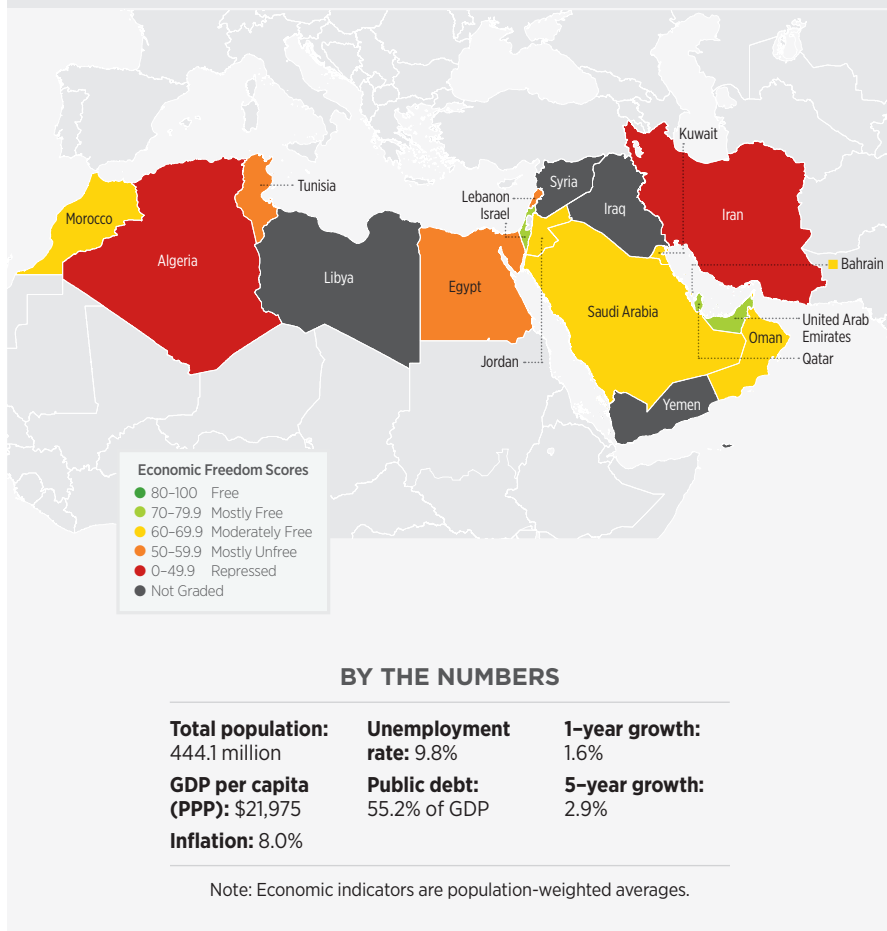 Kuwait
Tunisia
Syria
Lebanon
Israel
Iraq
Iran
Morocco
Algeria
Libya
Egypt
Bahrain
Saudi Arabia
United Arab
Emirates
Oman
Jordan
Qatar
Yemen
Economic Freedom Scores
80–100 Free
70–79.9 Mostly Free
60–69.9 Moderately Free
50–59.9 Mostly Unfree
0–49.9 Repressed
Not Graded
BY THE NUMBERS
Total population:
444.1 million
GDP per capita
(PPP): $21,975
Inflation: 8.0%
Unemployment
rate: 9.8%
Public debt:
55.2% of GDP
1–year growth:
1.6%
5–year growth:
2.9%
Note: Economic indicators are population-weighted averages.